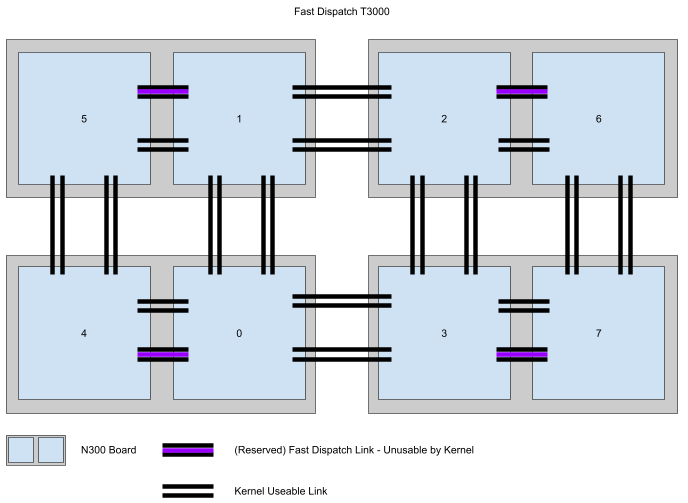 Fast Dispatch T3000
5
1
2
6
4
0
3
7
N300 Board
(Reserved) Fast Dispatch Link - Unusable by Kernel
Kernel Useable Link